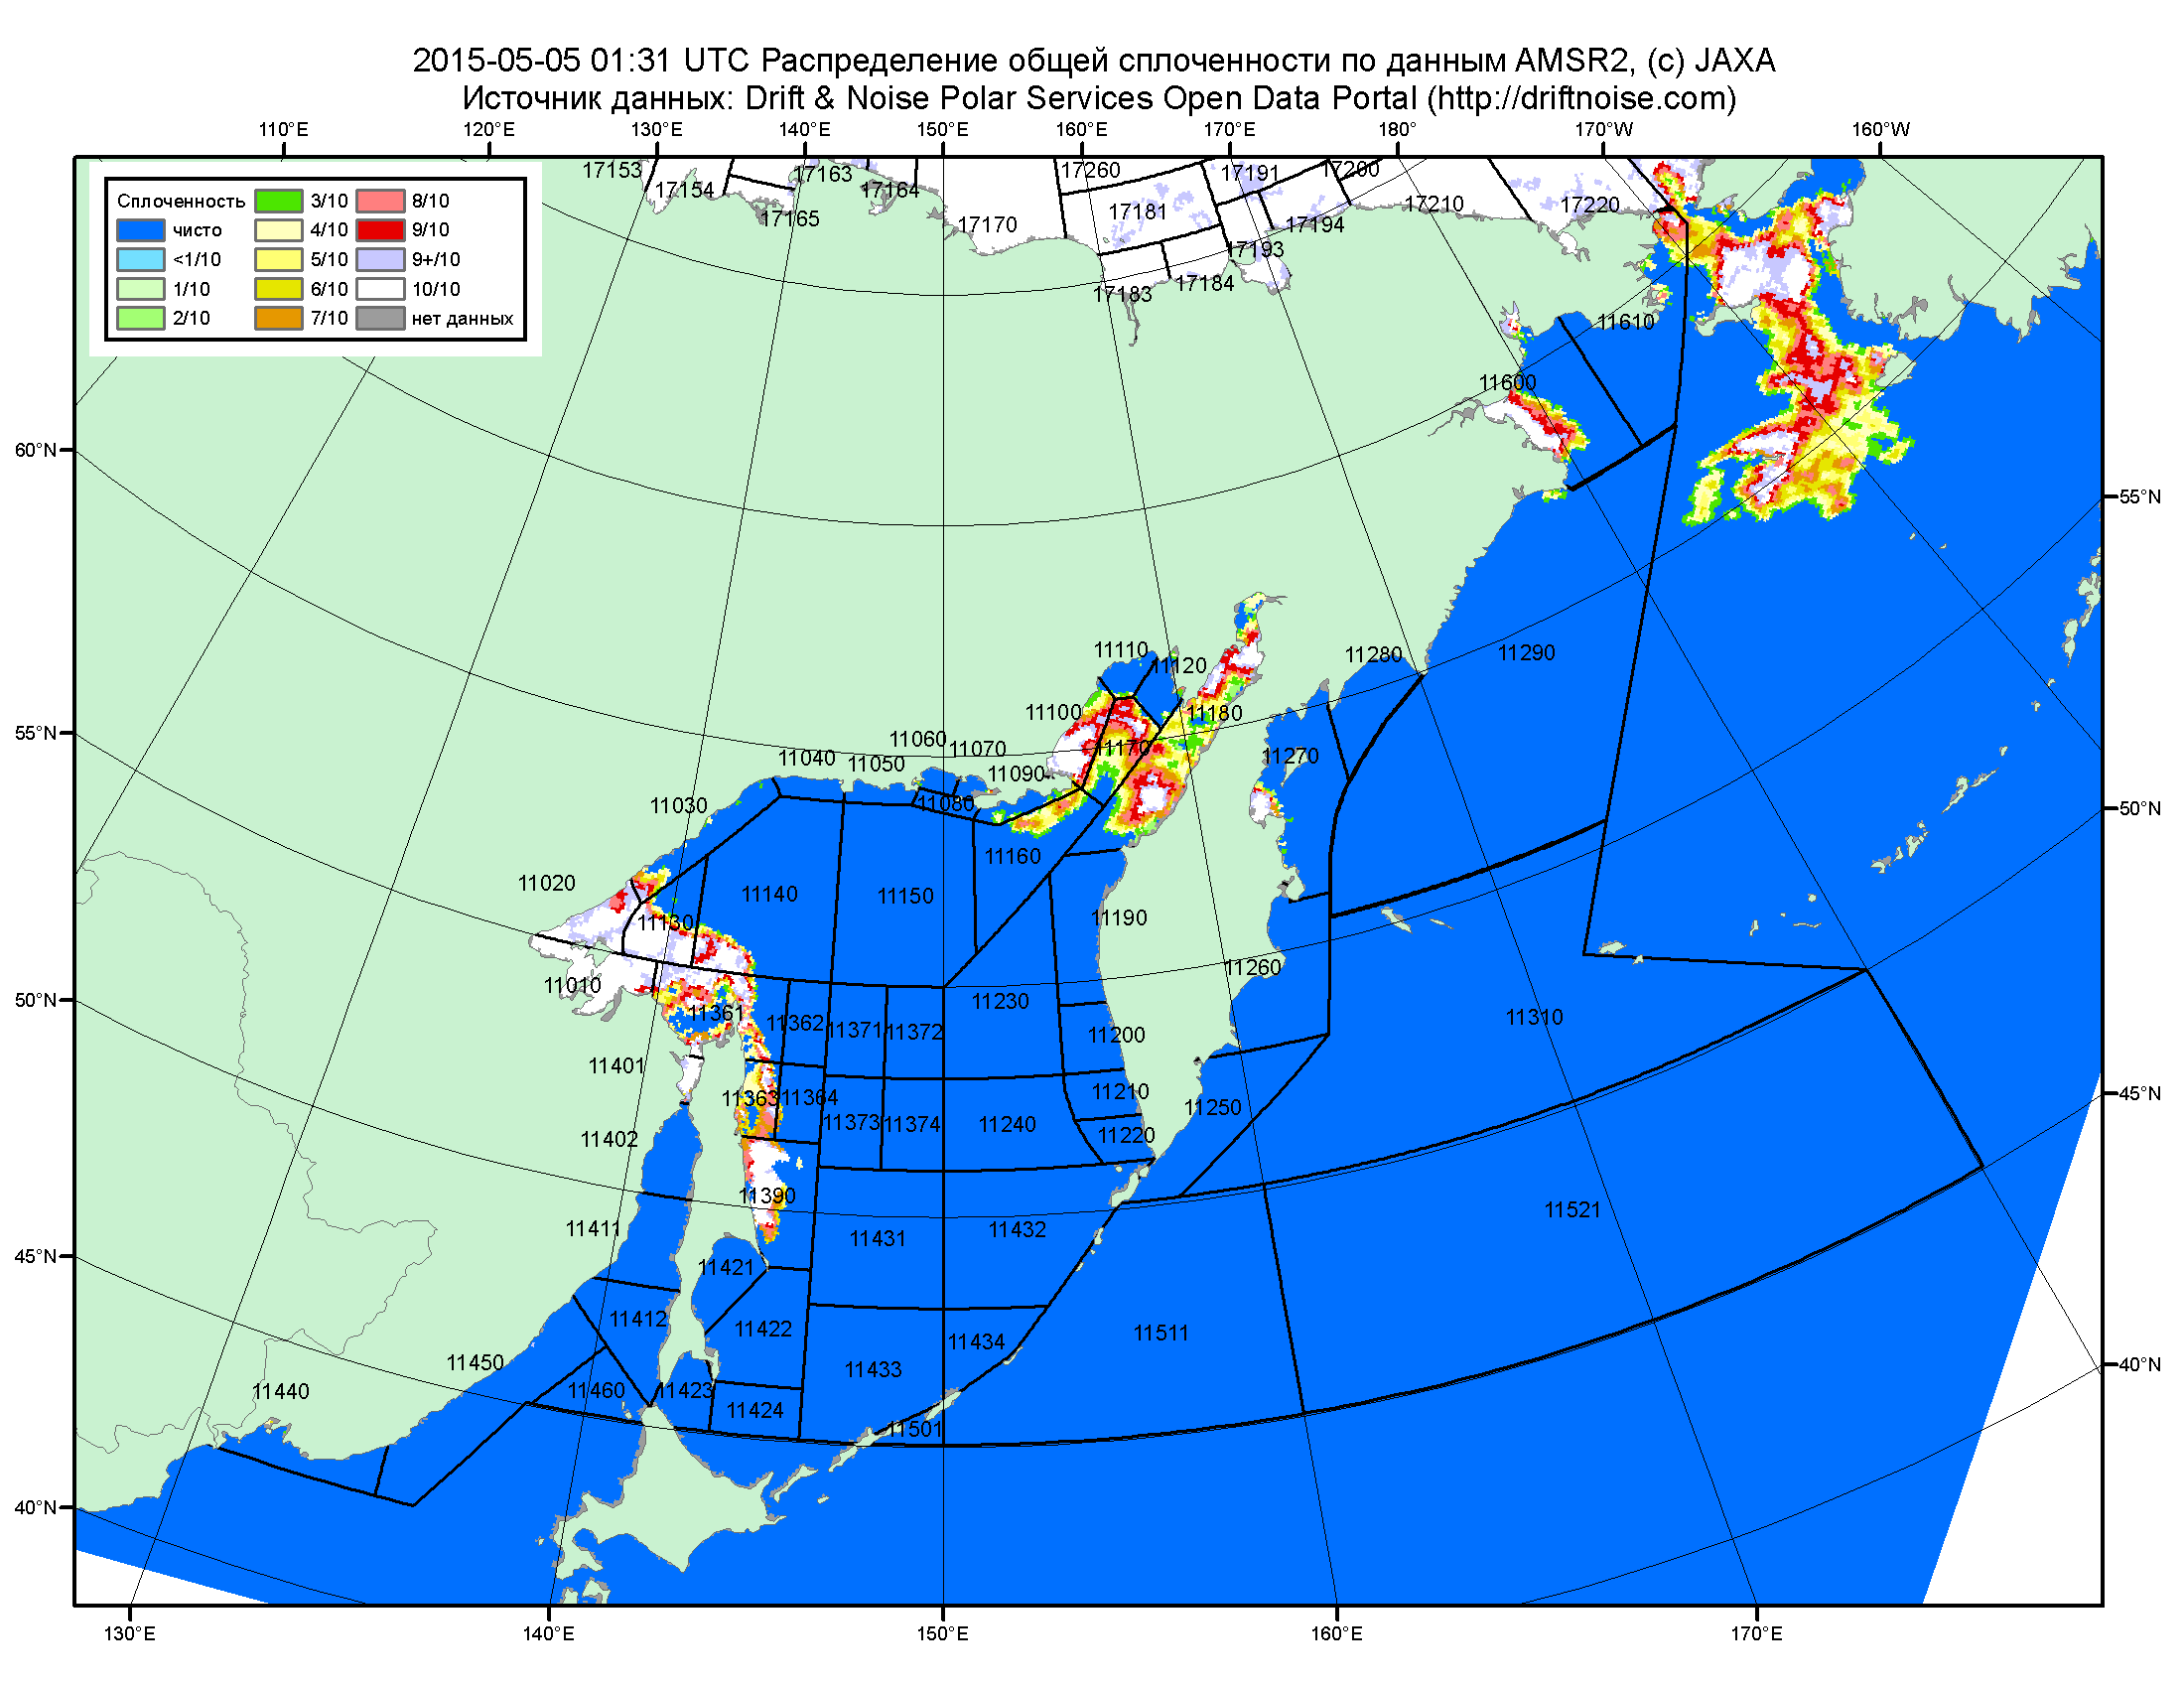 2015-05-05 01:31 UTC Распределение общей сплоченности по данным AMSR2, (c) JAXA
Источник данных: Drift & Noise Polar Services Open Data Portal (http://driftnoise.com)
110°E 120°E 130°E 140°E 150°E 160°E 170°E 180° 170°W 160°W
Сплоченность
чисто
<1/10
1/10
2/10
3/10
4/10
5/10
6/10
7/10
8/10
9/10
9+/10
10/10
нет данных
17153 17163 17260 17191 17200
17154 17164
17165 17170 17181 17194 17210 17220
17193
17183 17184
11610
11600
60°N
55°N
11110 11120 11280 11290
11100 11180
55°N
11060 11070 11170 11270
11040 11050 11090
11030 11080
50°N
11160
11020 11140 11150
11130 11190
11260
50°N
11010 11230
11361 11362 11371 11372 11200 11310
11401
11363 11364 11210 11250
45°N
11373 11374 11240
11402 11220
11390
11411 11431 11432 11521
45°N
11421
11412 11422 11434 11511
11450 11433
40°N
11440 11460 11423
11424
11501
40°N
130°E 140°E 150°E 160°E 170°E